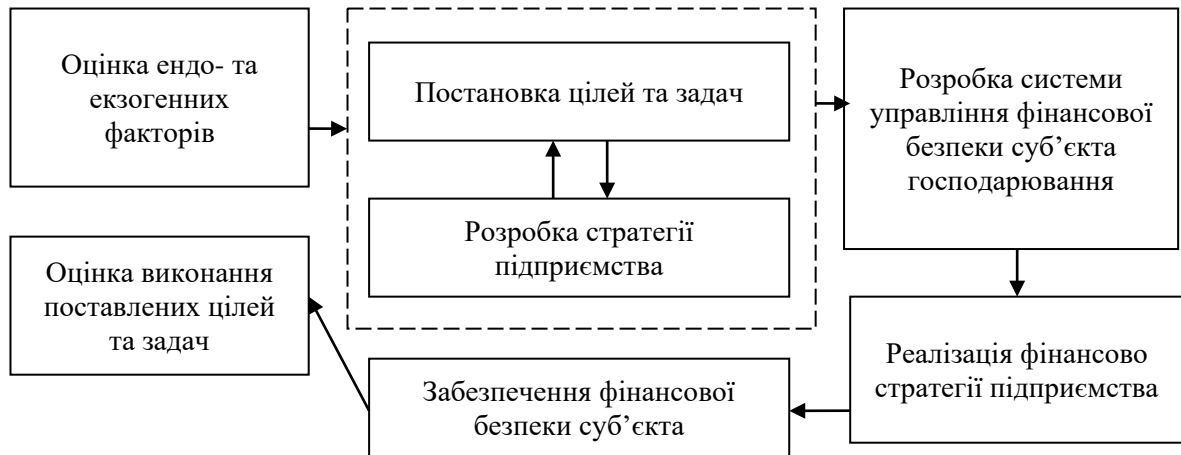 Оцінка ендо- та
екзогенних
факторів
Постановка цілей та задач
Розробка стратегії
підприємства
Розробка системи
управління фінансової
безпеки суб’єкта
господарювання
Реалізація фінансово
стратегії підприємства
Забезпечення фінансової
безпеки суб’єкта
Оцінка виконання
поставлених цілей
та задач